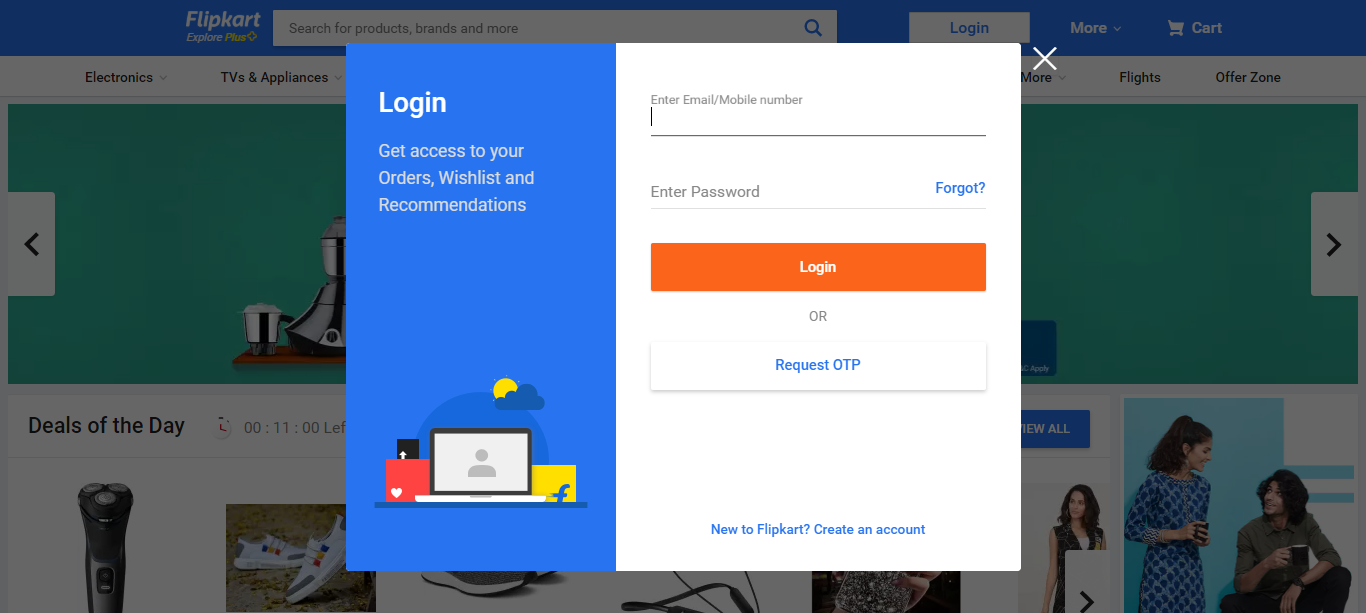 Flipkart
Explore Plus
Search for products, brands and more
Login
More
Cart
Electronics
TVs & Appliances
More
Flights
Offer Zone
Login
Get access to your
Orders, Wishlist and
Recommendations
Enter Email/Mobile number
Enter Password
Forgot?
Login
OR
Request OTP
New to Flipkart? Create an account
Apply
Deals of the Day
00 : 11 : 00 Lef
VIEW ALL